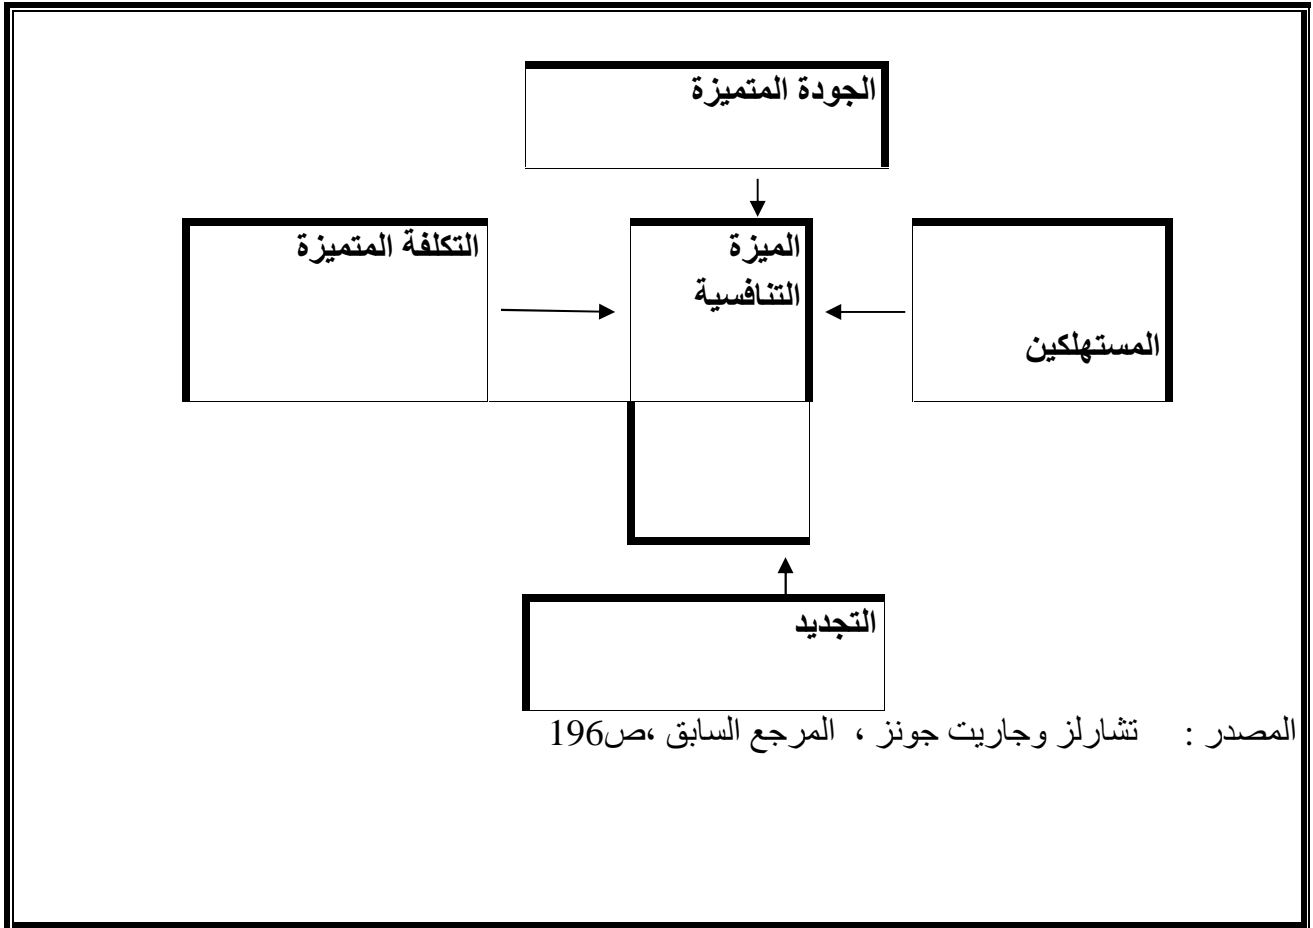 الجودة المتميزة
المستهلكين
الميزة
التنافسية
التكلفة المتميزة
التجديد
المصدر : تشارلز وجاريت جونز ، المرجع السابق ،ص196